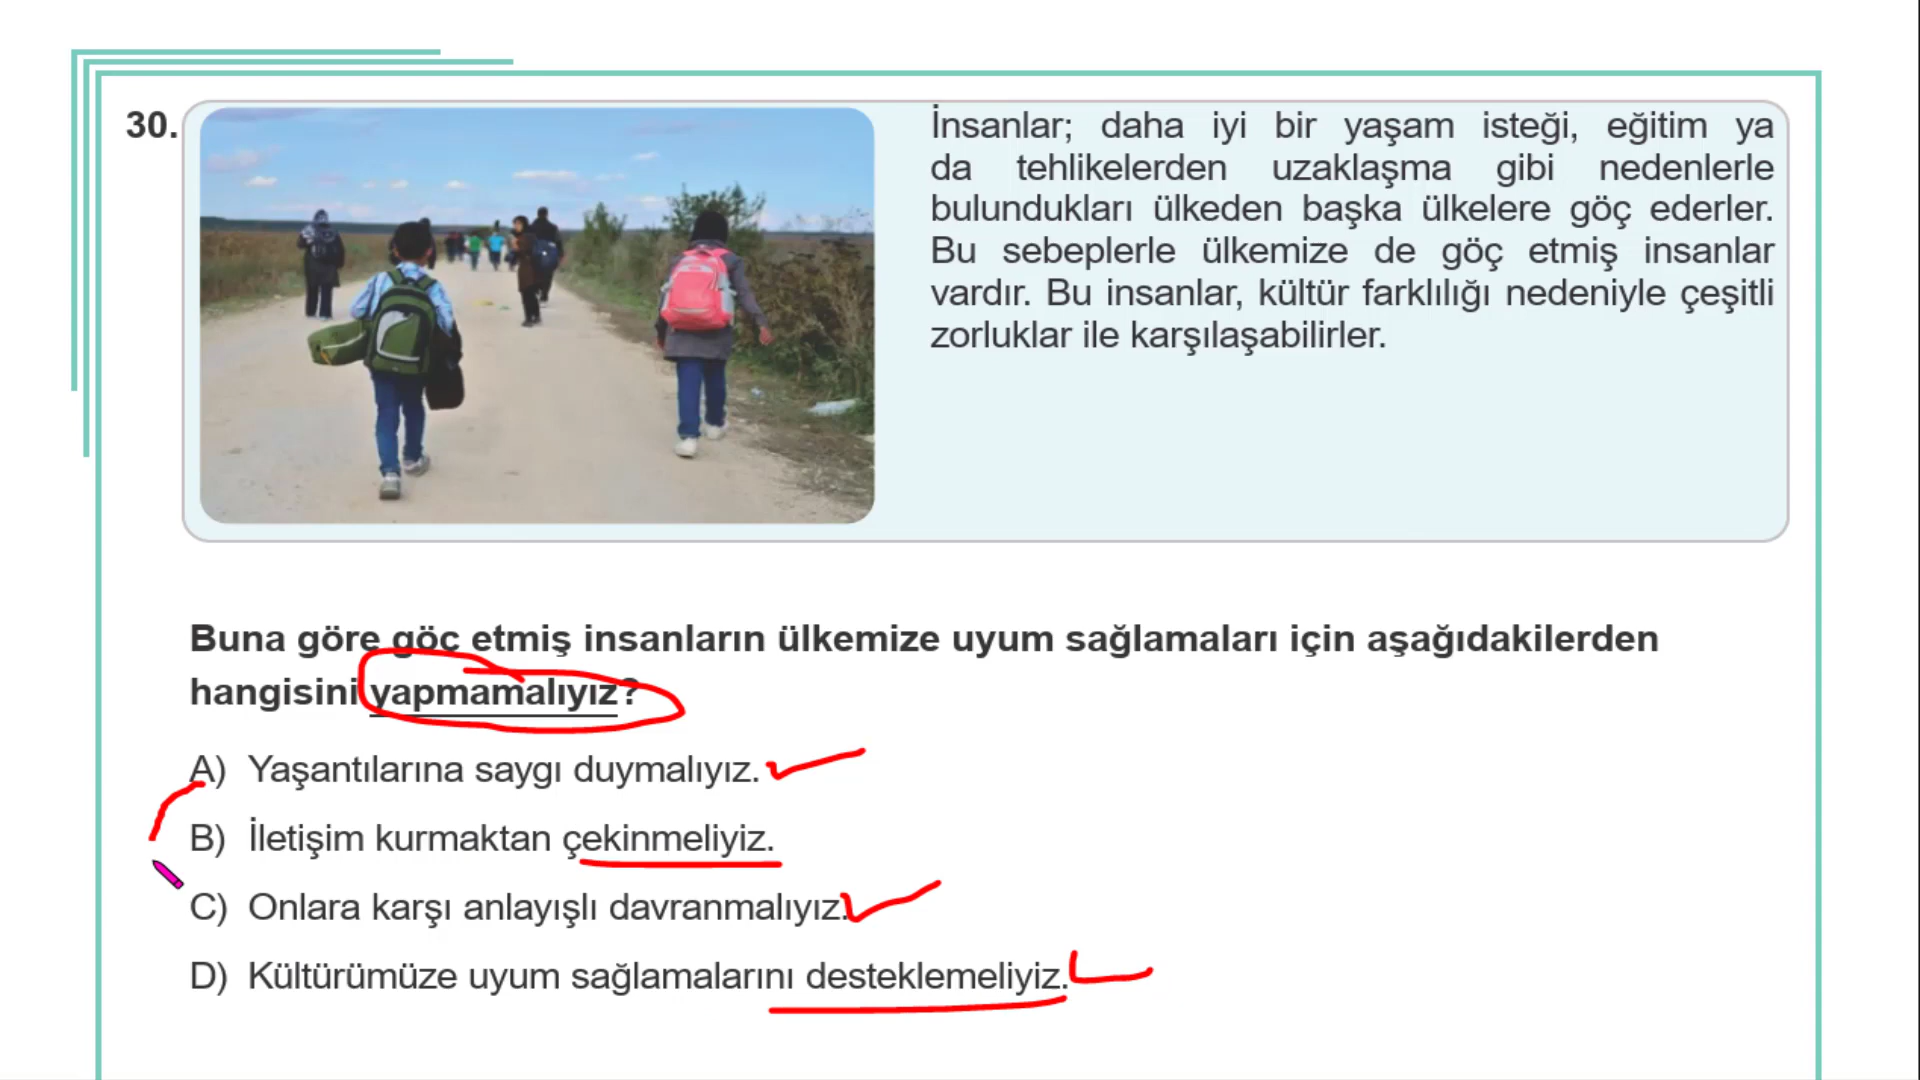 30.
İnsanlar; daha iyi bir yaşam isteği, eğitim ya
da tehlikelerden uzaklaşma gibi nedenlerle
bulundukları ülkeden başka ülkelere göç ederler.
Bu sebeplerle ülkemize de göç etmiş insanlar
vardır. Bu insanlar, kültür farklılığı nedeniyle çeşitli
zorluklar ile karşılaşabilirler.
Buna göre göç etmiş insanların ülkemize uyum sağlamaları için aşağıdakilerden
hangisini yapmamalıyız?
A) Yaşantılarına saygı duymalıyız.
B) İletişim kurmaktan çekinmeliyiz.
C) Onlara karşı anlayışlı davranmalıyız.
D) Kültürümüze uyum sağlamalarını desteklemeliyiz.